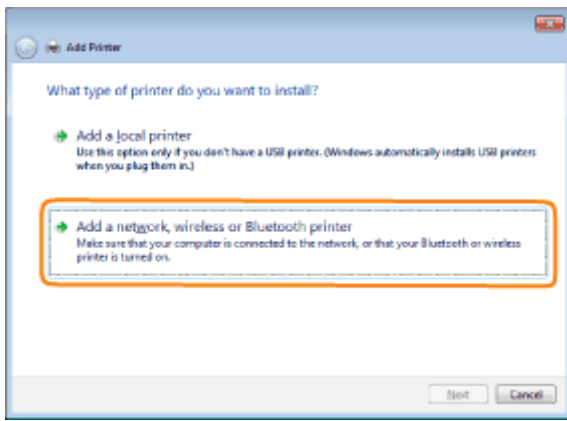 Add Printer
What type of printer do you want to install?
Add a local printer
Use this option only if you don't have a USB printer. (Windows automatically installs USB printers
when you plug them in.)
Add a network, wireless or Bluetooth printer
Make sure that your computer is connected to the network, or that your Bluetooth or wireless
printer is turned on.
Next Cancel